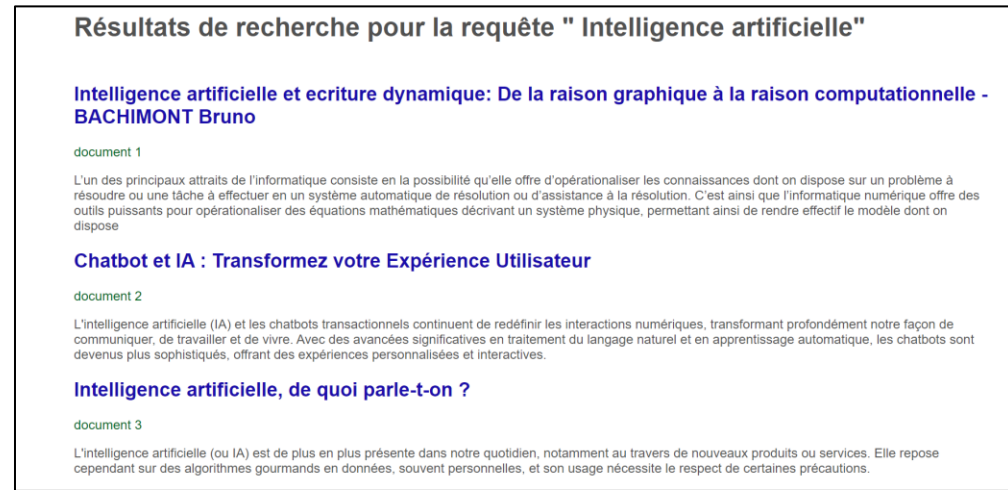 Résultats de recherche pour la requête " Intelligence artificielle"
Intelligence artificielle et ecriture dynamique: De la raison graphique à la raison computationnelle -
BACHIMONT Bruno
document 1
L'un des principaux attraits de l'informatique consiste en la possibilité qu'elle offre d'opérationaliser les connaissances dont on dispose sur un problème à
résoudre ou une tâche à effectuer en un système automatique de résolution ou d'assistance à la résolution. C'est ainsi que l'informatique numérique offre des
outils puissants pour opérationaliser des équations mathématiques décrivant un système physique, permettant ainsi de rendre effectif le modèle dont on
dispose
Chatbot et IA : Transformez votre Expérience Utilisateur
document 2
L'intelligence artificielle (IA) et les chatbots transactionnels continuent de redéfinir les interactions numériques, transformant profondément notre façon de
communiquer, de travailler et de vivre. Avec des avancées significatives en traitement du langage naturel et en apprentissage automatique, les chatbots sont
devenus plus sophistiqués, offrant des expériences personnalisées et interactives.
Intelligence artificielle, de quoi parle-t-on ?
document 3
L'intelligence artificielle (ou IA) est de plus en plus présente dans notre quotidien, notamment au travers de nouveaux produits ou services. Elle repose
cependant sur des algorithmes gourmands en données, souvent personnelles, et son usage nécessite le respect de certaines précautions.